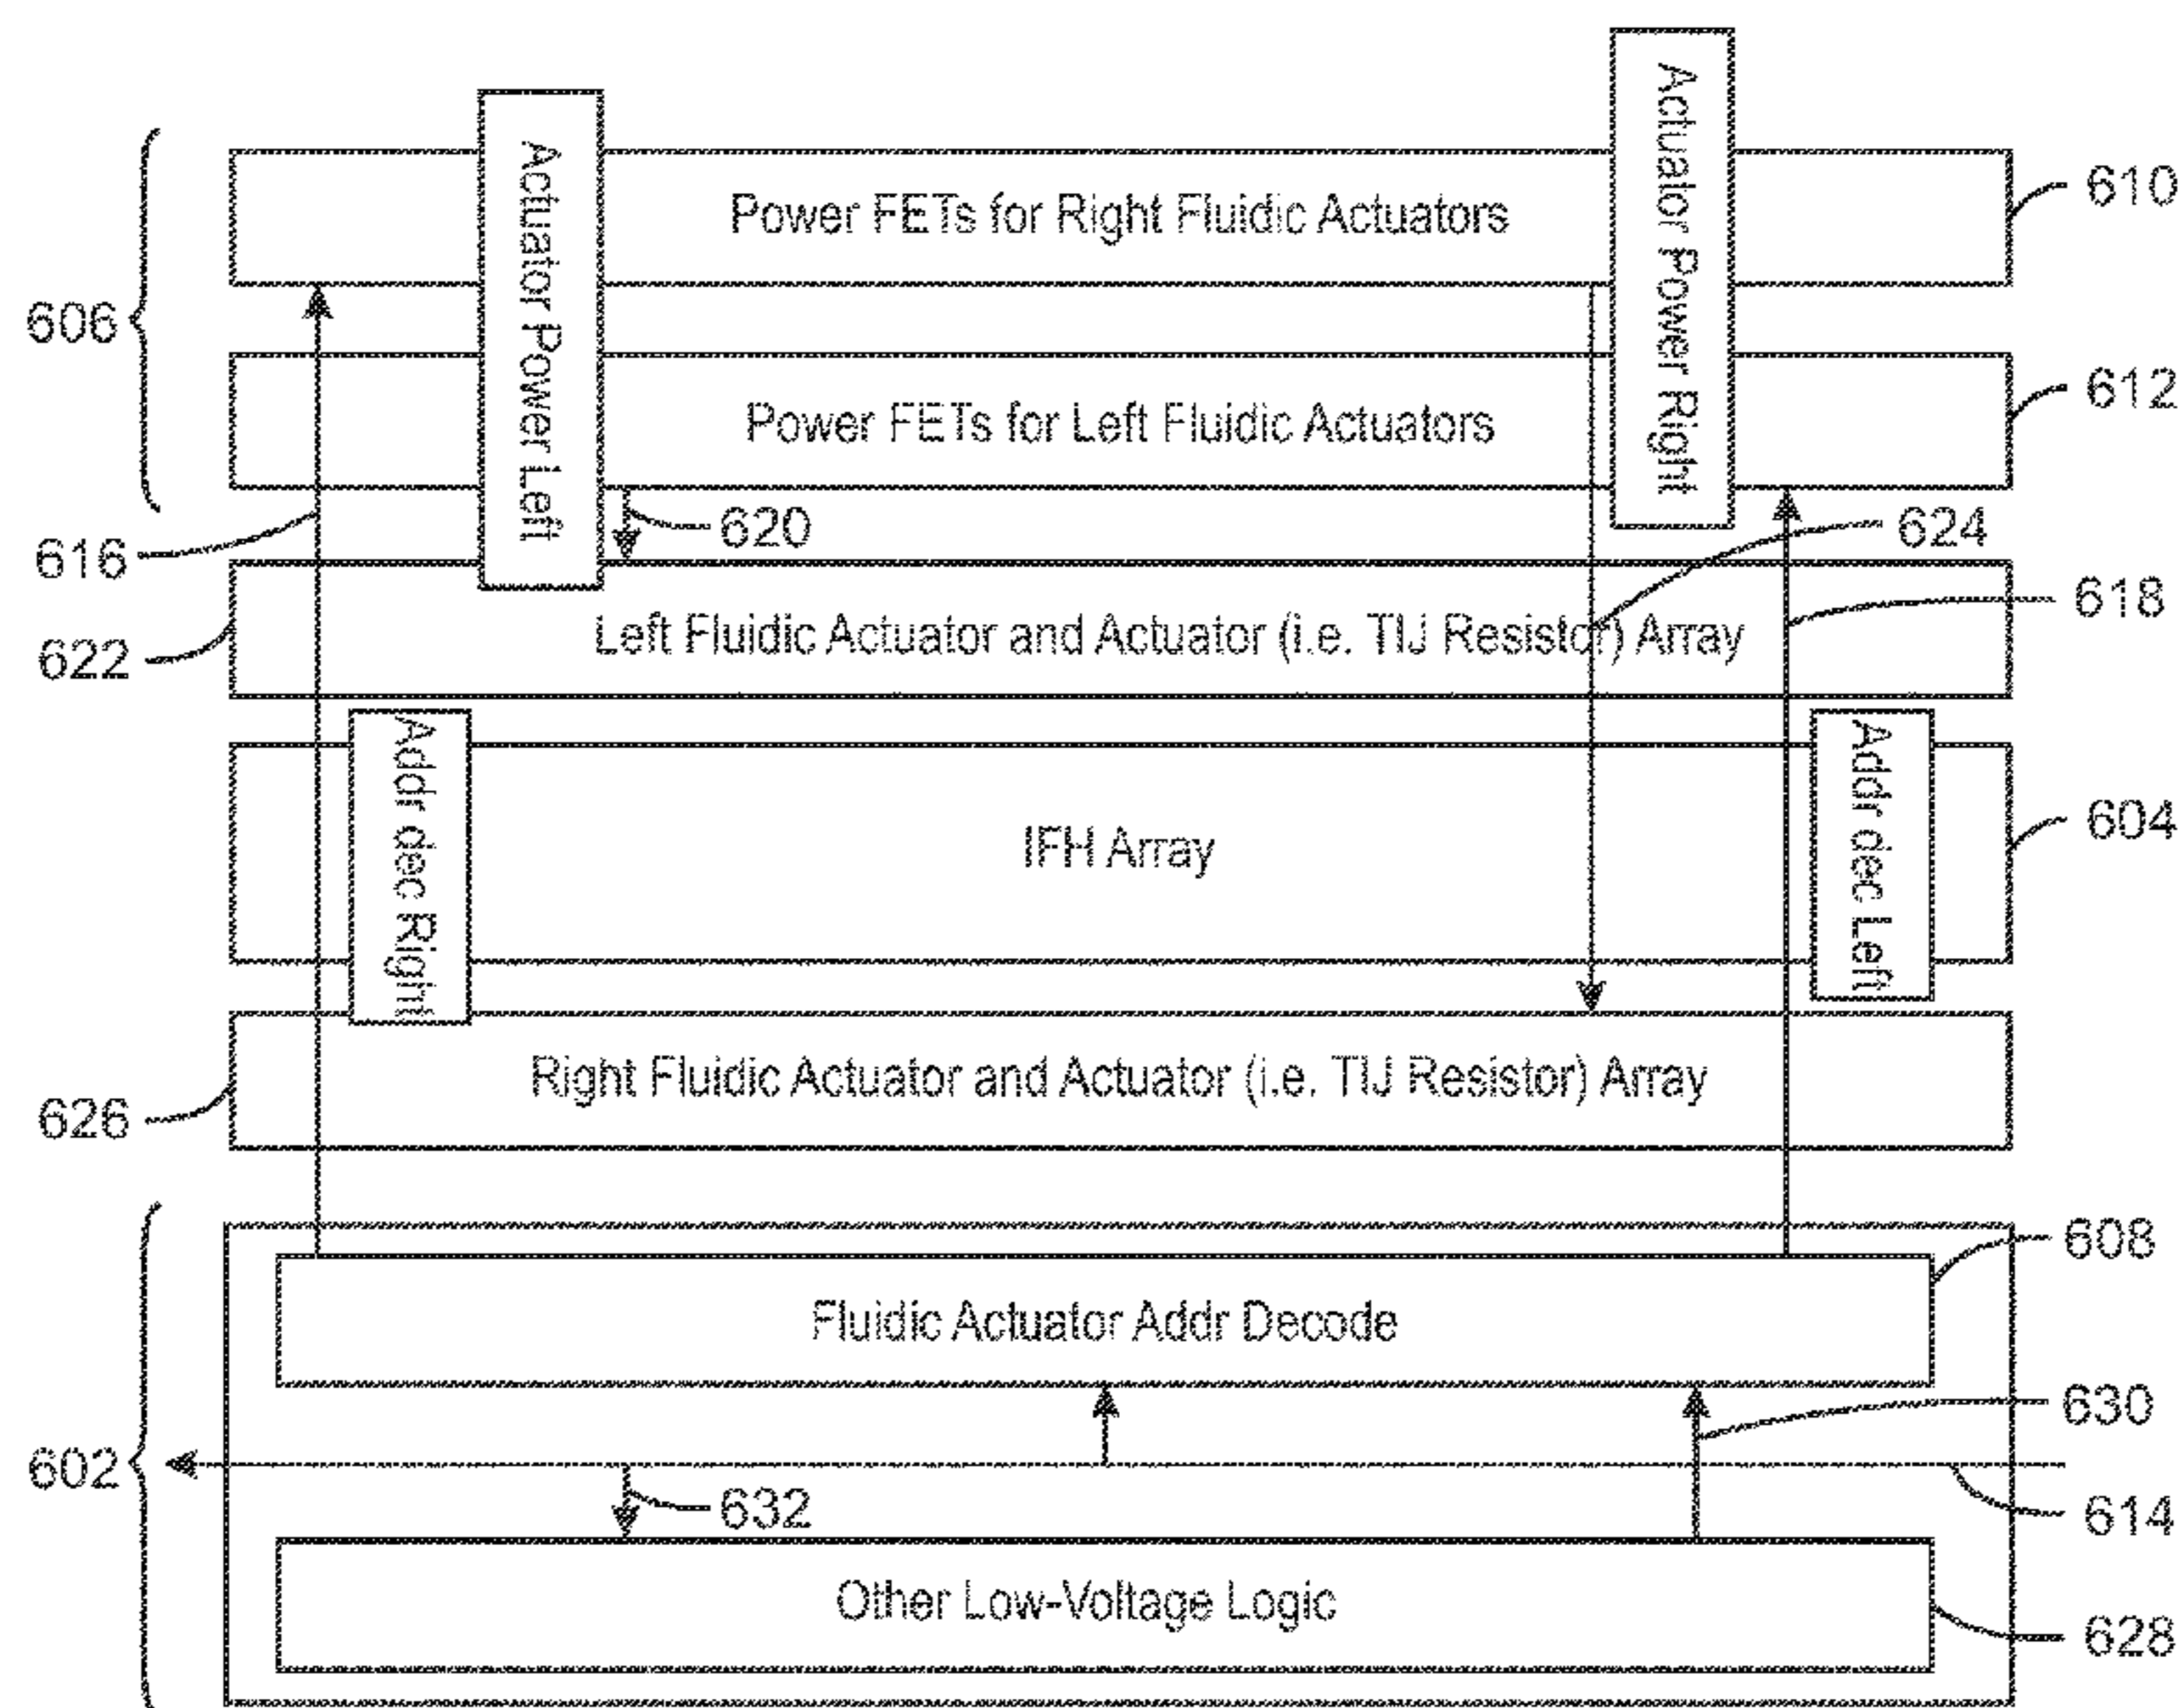 Actuator Power Left
Actuator Power Right
606
Power FETs for Right Fluidic Actuators
610
Power FETs for Left Fluidic Actuators
612
616
620
624
622
Left Fluidic Actuator and Actuator (i.e. TIJ Resistor) Array
618
Addr dec Right
IFH Array
Addr dec Left
604
626
Right Fluidic Actuator and Actuator (i.e. TIJ Resistor) Array
602
Fluidic Actuator Addr Decode
608
630
632
614
Other Low-Voltage Logic
628